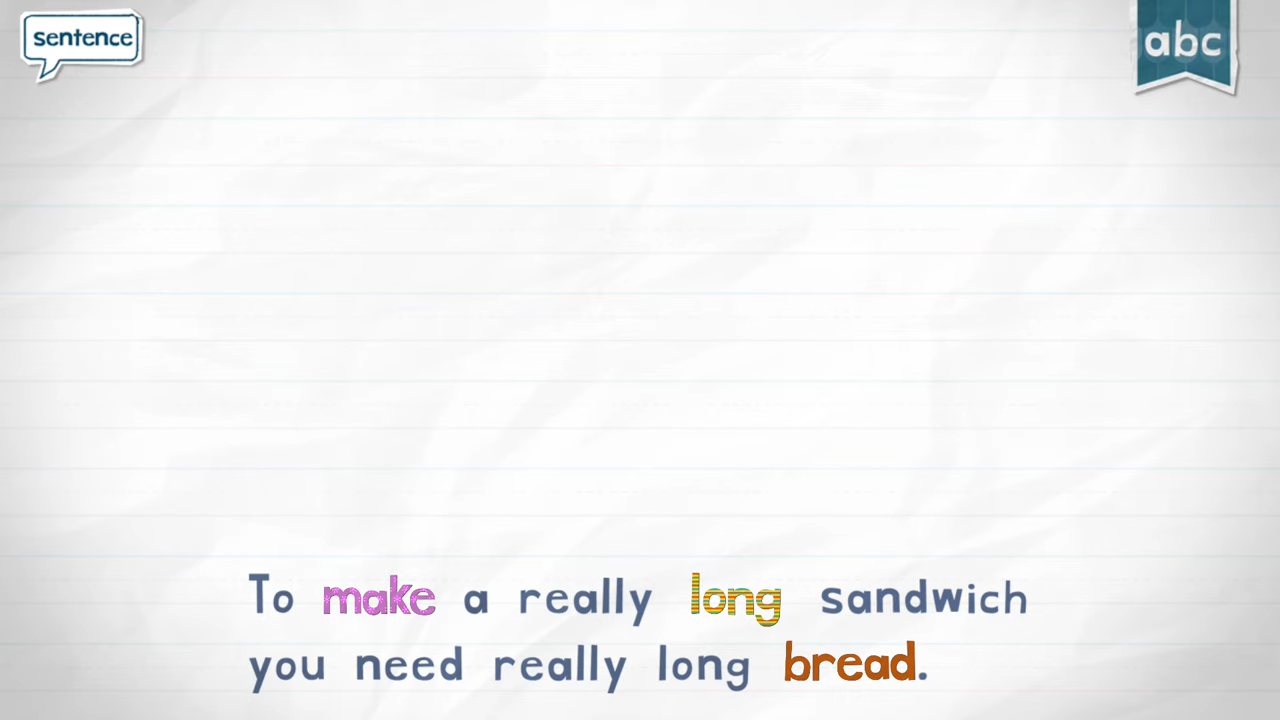 sentence
abc
To make a really long sandwich
you need really long bread.